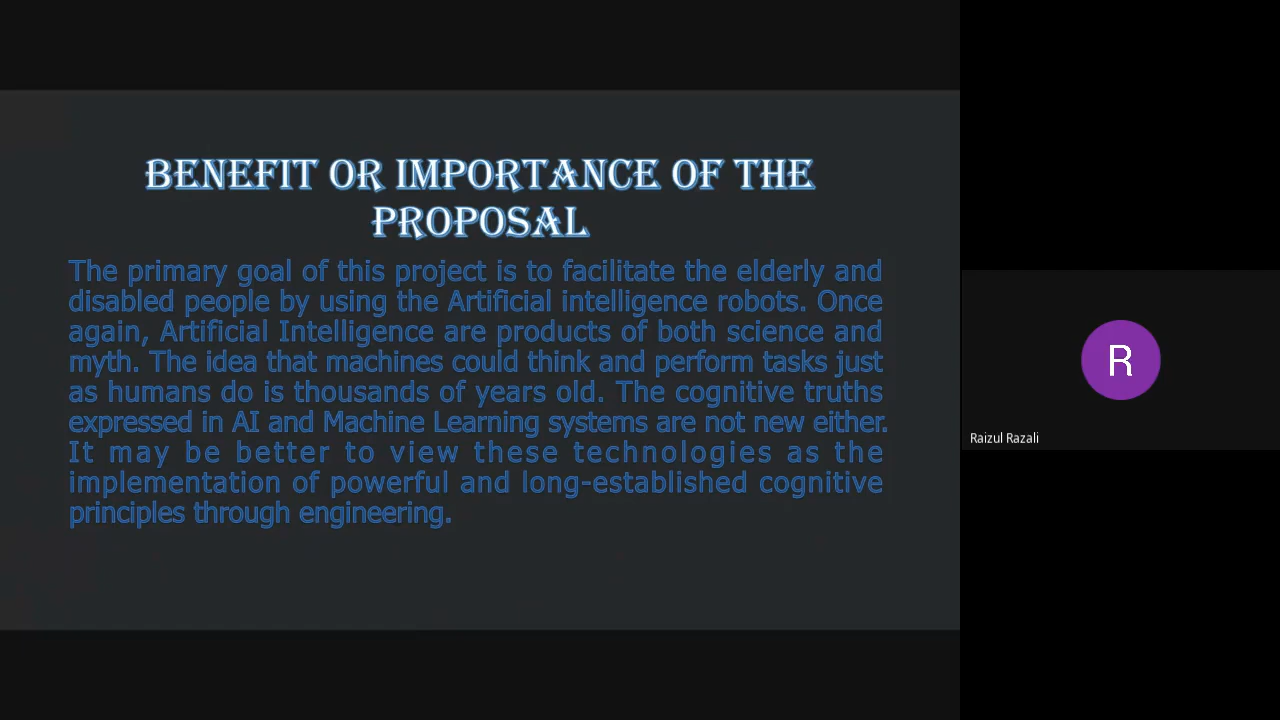 BENEFIT OR IMPORTANCE OF THE
PROPOSAL
The primary goal of this project is to facilitate the elderly and
disabled people by using the Artificial intelligence robots. Once
again, Artificial Intelligence are products of both science and
myth. The idea that machines could think and perform tasks just
as humans do is thousands of years old. The cognitive truths
expressed in AI and Machine Learning systems are not new either.
It may be better to view these technologies as the
implementation of powerful and long-established cognitive
principles through engineering.
R
Raizul Razali